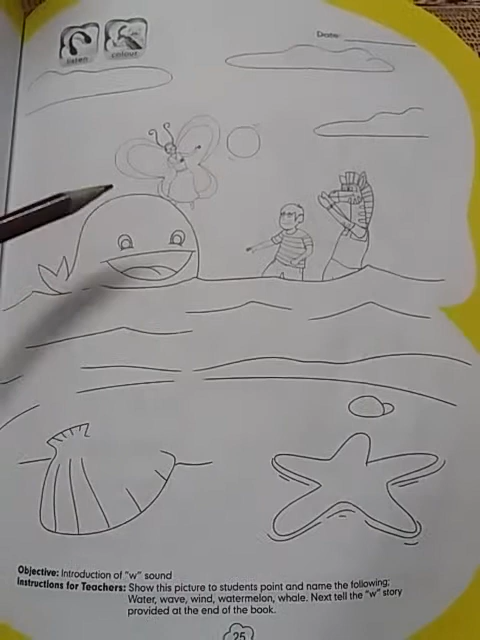 listen
colour
Date:
Objective: Introduction of "w" sound
Instructions for Teachers: Show this picture to students point and name the following;
Water, wave, wind, watermelon, whale. Next tell the "w" story
provided at the end of the book.
25